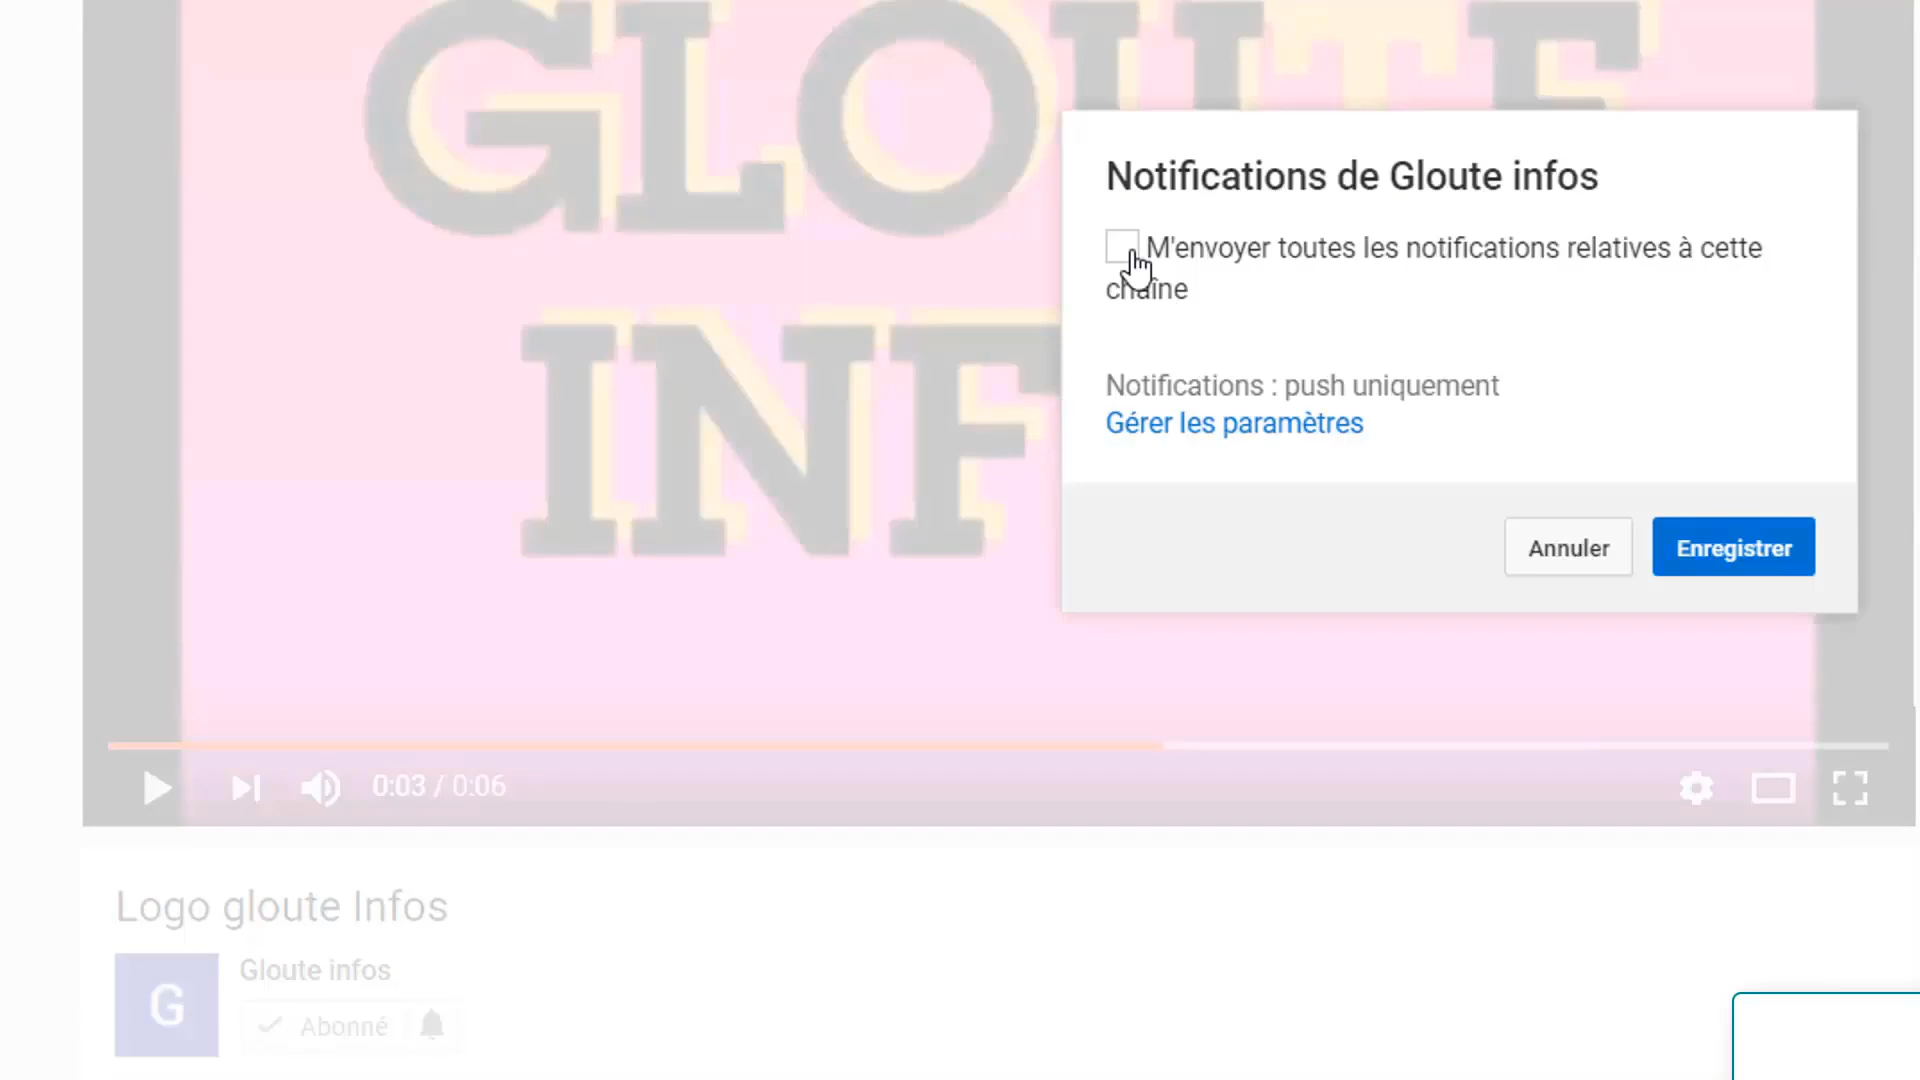 GLOUTE
INF
Notifications de Gloute infos
M'envoyer toutes les notifications relatives à cette
chaîne
Notifications : push uniquement
Gérer les paramètres
Annuler
Enregistrer
0:03 / 0:06
Logo gloute Infos
G
Gloute infos
Abonné